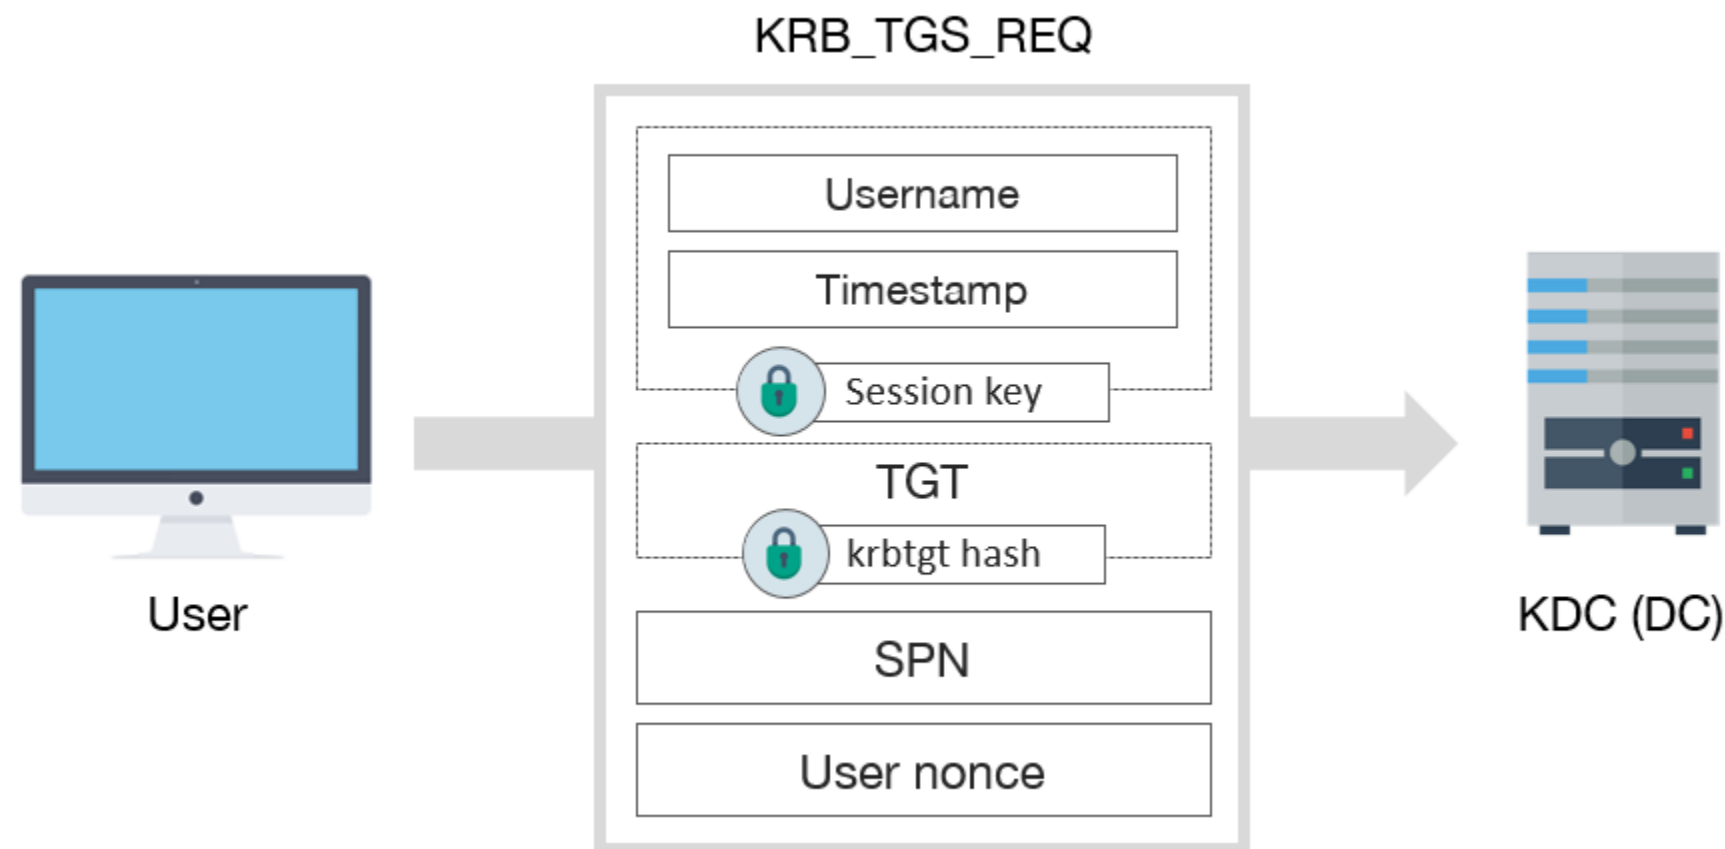 KRB_TGS_REQ
Username
Timestamp
Session key
TGT
krbtgt hash
SPN
User nonce
User
KDC (DC)